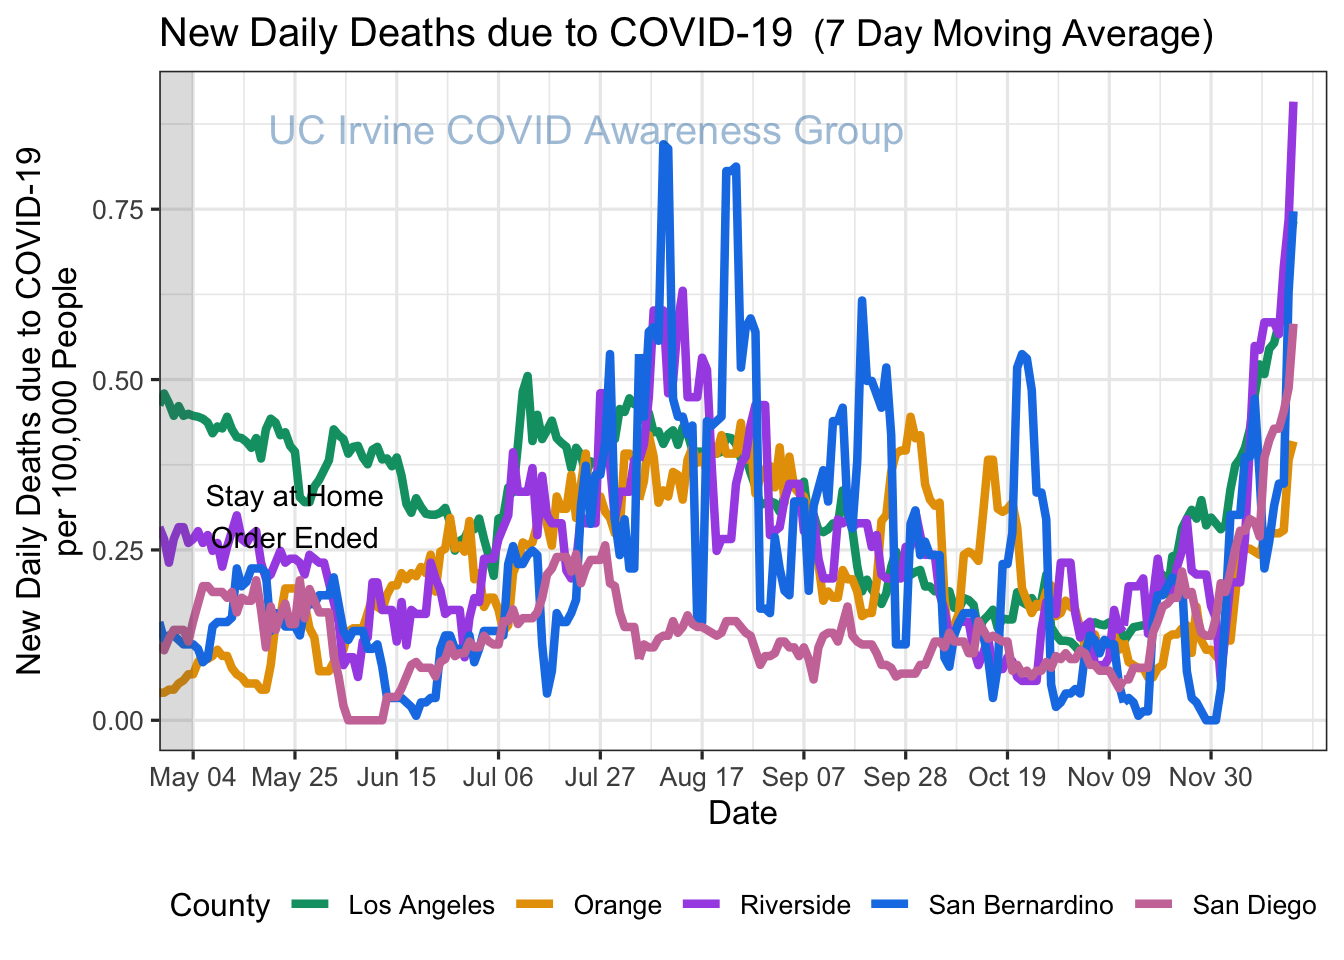 New Daily Deaths due to COVID-19 (7 Day Moving Average)
UC Irvine COVID Awareness Group
New Daily Deaths due to COVID-19
per 100,000 People
0.75
0.50
0.25
0.00
Stay at Home
Order Ended
May 04 May 25 Jun 15 Jul 06 Jul 27 Aug 17 Sep 07 Sep 28 Oct 19 Nov 09 Nov 30
Date
County Los Angeles Orange Riverside San Bernardino San Diego